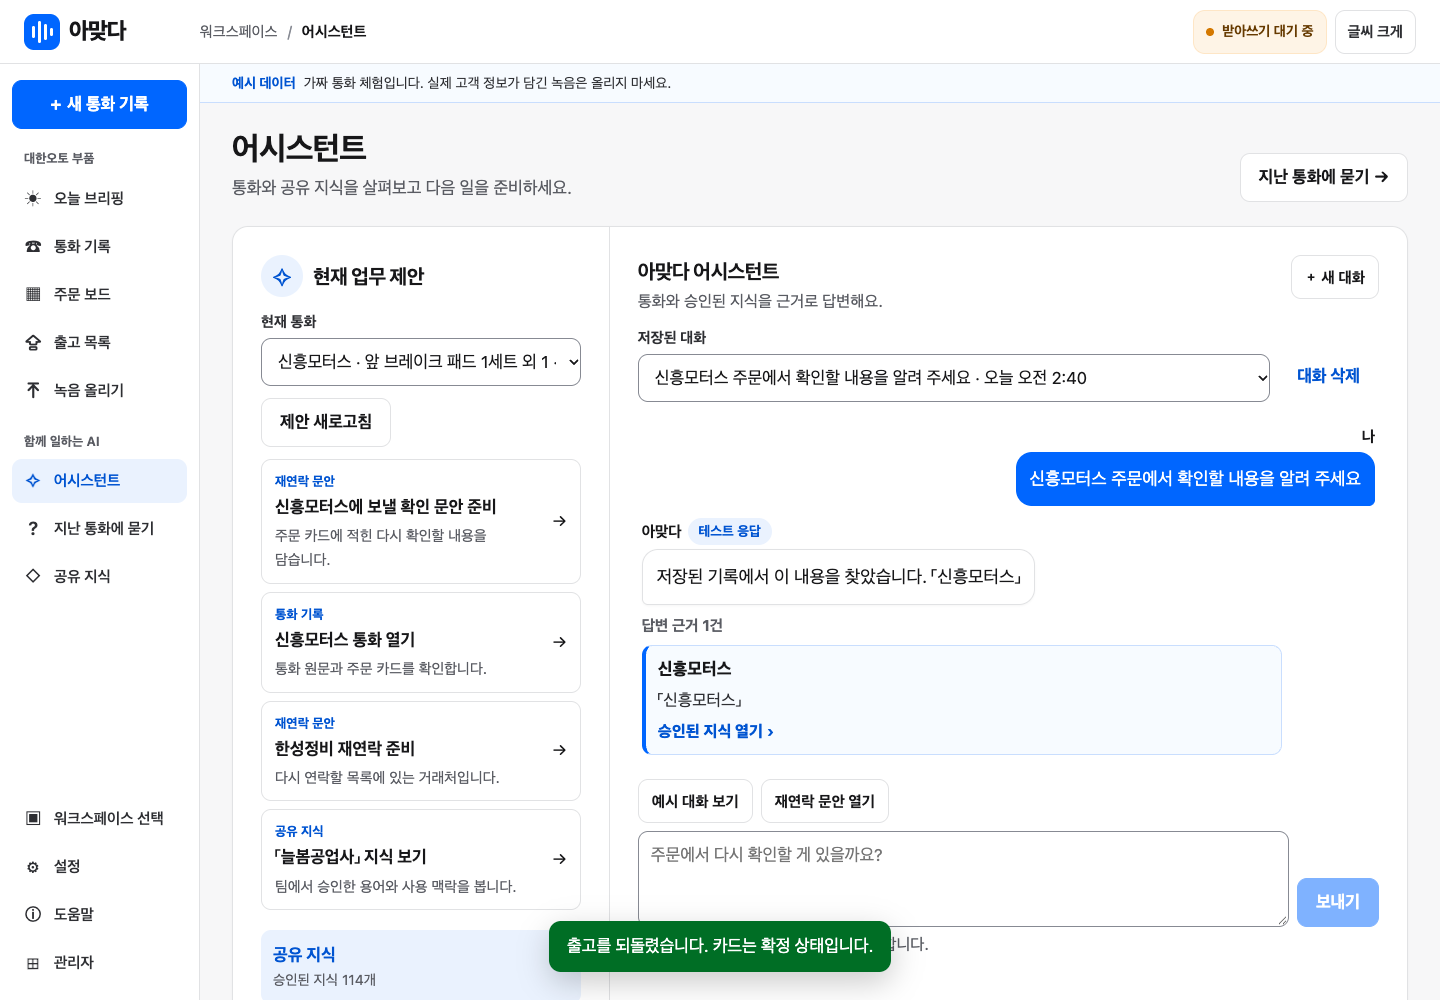 아맞다
워크스페이스 / 어시스턴트
받아쓰기 대기 중
글씨 크게
+ 새 통화 기록
대한오토 부품
오늘 브리핑
통화 기록
주문 보드
출고 목록
녹음 올리기
함께 일하는 AI
어시스턴트
? 지난 통화에 묻기
공유 지식
워크스페이스 선택
설정
도움말
관리자
예시 데이터 가짜 통화 체험입니다. 실제 고객 정보가 담긴 녹음은 올리지 마세요.
어시스턴트
통화와 공유 지식을 살펴보고 다음 일을 준비하세요.
지난 통화에 묻기 →
현재 업무 제안
현재 통화
신흥모터스 · 앞 브레이크 패드 1세트 외 1 ·
제안 새로고침
재연락 문안
신흥모터스에 보낼 확인 문안 준비
주문 카드에 적힌 다시 확인할 내용을
담습니다.
→
통화 기록
신흥모터스 통화 열기
통화 원문과 주문 카드를 확인합니다.
→
재연락 문안
한성정비 재연락 준비
다시 연락할 목록에 있는 거래처입니다.
→
공유 지식
「늘봄공업사」 지식 보기
팀에서 승인한 용어와 사용 맥락을 봅니다.
→
공유 지식
승인된 지식 114개
아맞다 어시스턴트
통화와 승인된 지식을 근거로 답변해요.
+ 새 대화
저장된 대화
신흥모터스 주문에서 확인할 내용을 알려 주세요 · 오늘 오전 2:40
대화 삭제
나
신흥모터스 주문에서 확인할 내용을 알려 주세요
아맞다 테스트 응답
저장된 기록에서 이 내용을 찾았습니다. 「신흥모터스」
답변 근거 1건
신흥모터스
「신흥모터스」
승인된 지식 열기 ›
예시 대화 보기
재연락 문안 열기
주문에서 다시 확인할 게 있을까요?
보내기
출고를 되돌렸습니다. 카드는 확정 상태입니다.